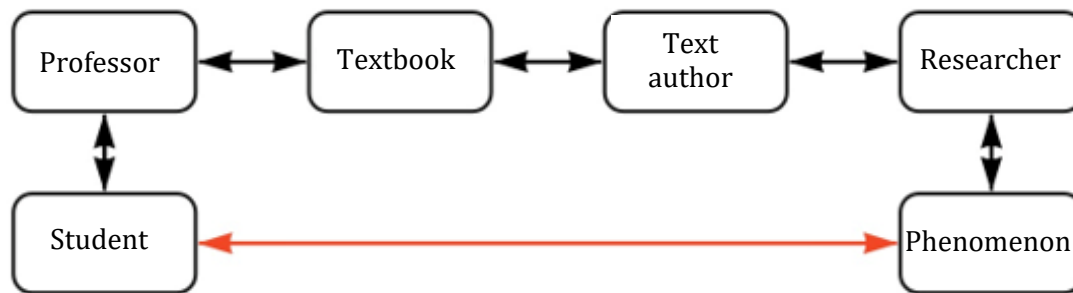 Professor
Textbook
Text
author
Researcher
Student
Phenomenon